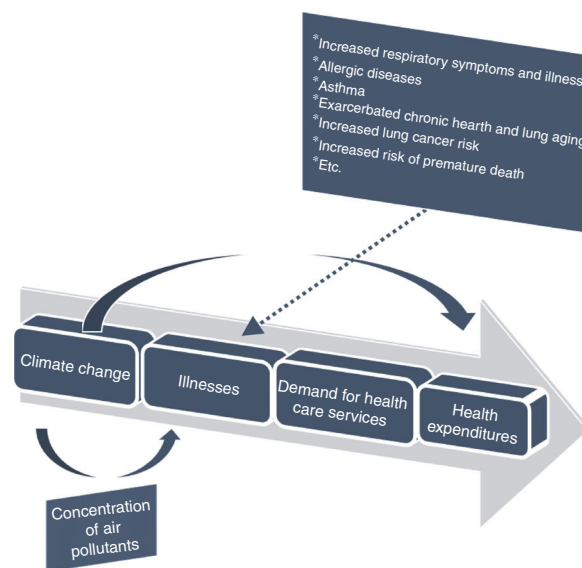 *Increased respiratory symptoms and illness
*Allergic diseases
*Asthma
*Exarcerbated chronic hearth and lung aging
*Increased lung cancer risk
*Increased risk of premature death
*Etc.
Climate change
Illnesses
Demand for health
care services
Health
expenditures
Concentration
of air
pollutants